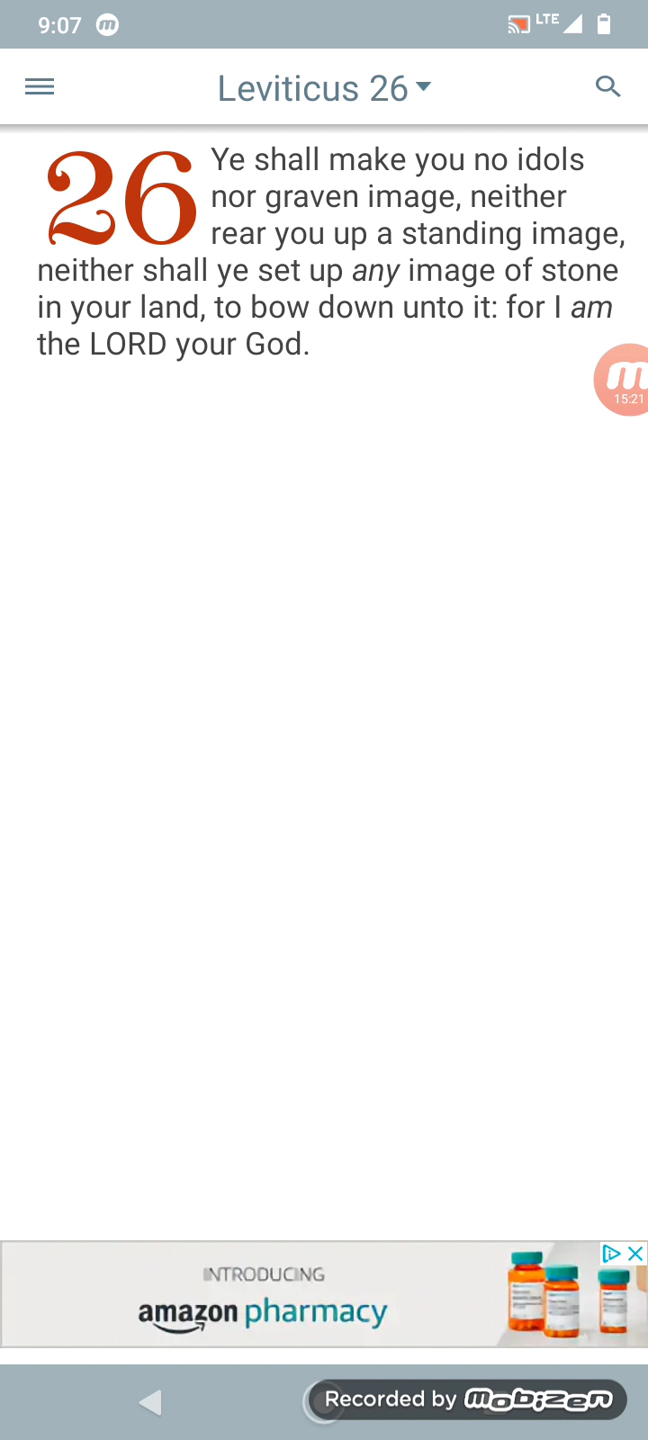 9:07 m LTE
Leviticus 26
26 Ye shall make you no idols
nor graven image, neither
rear you up a standing image,
neither shall ye set up any image of stone
in your land, to bow down unto it: for I am
the LORD your God.
m
15:21
INTRODUCING
amazon pharmacy
Recorded by mobizen